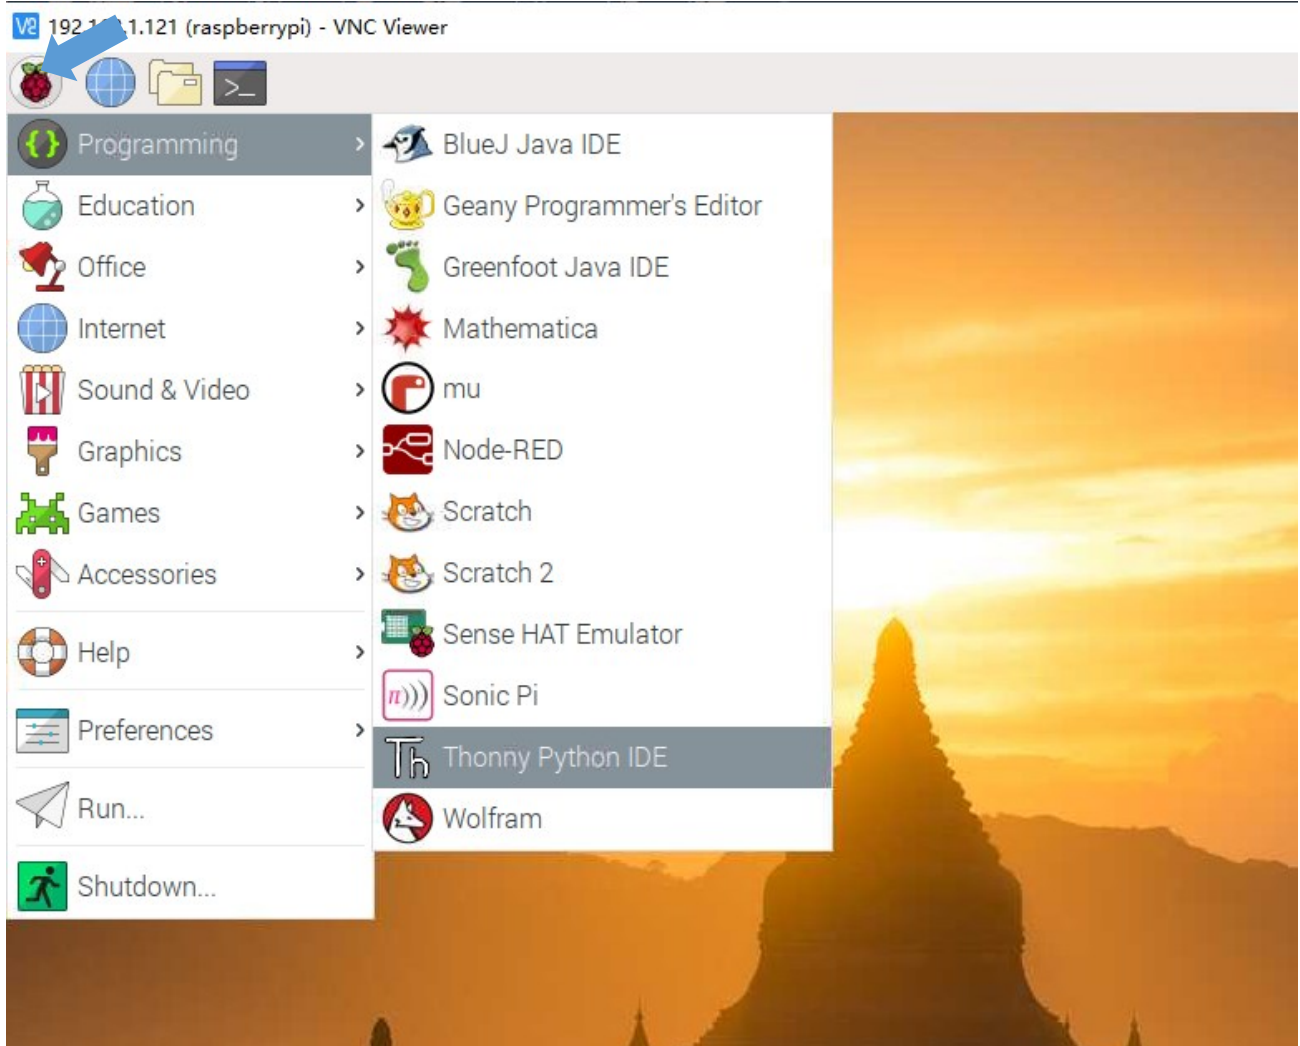 192.1 .1.121 (raspberrypi) - VNC Viewer
Programming
Education
Office
Internet
Sound & Video
Graphics
Games
Accessories
Help
Preferences
Run...
Shutdown...
BlueJ Java IDE
Geany Programmer's Editor
Greenfoot Java IDE
Mathematica
mu
Node-RED
Scratch
Scratch 2
Sense HAT Emulator
Sonic Pi
Thonny Python IDE
Wolfram